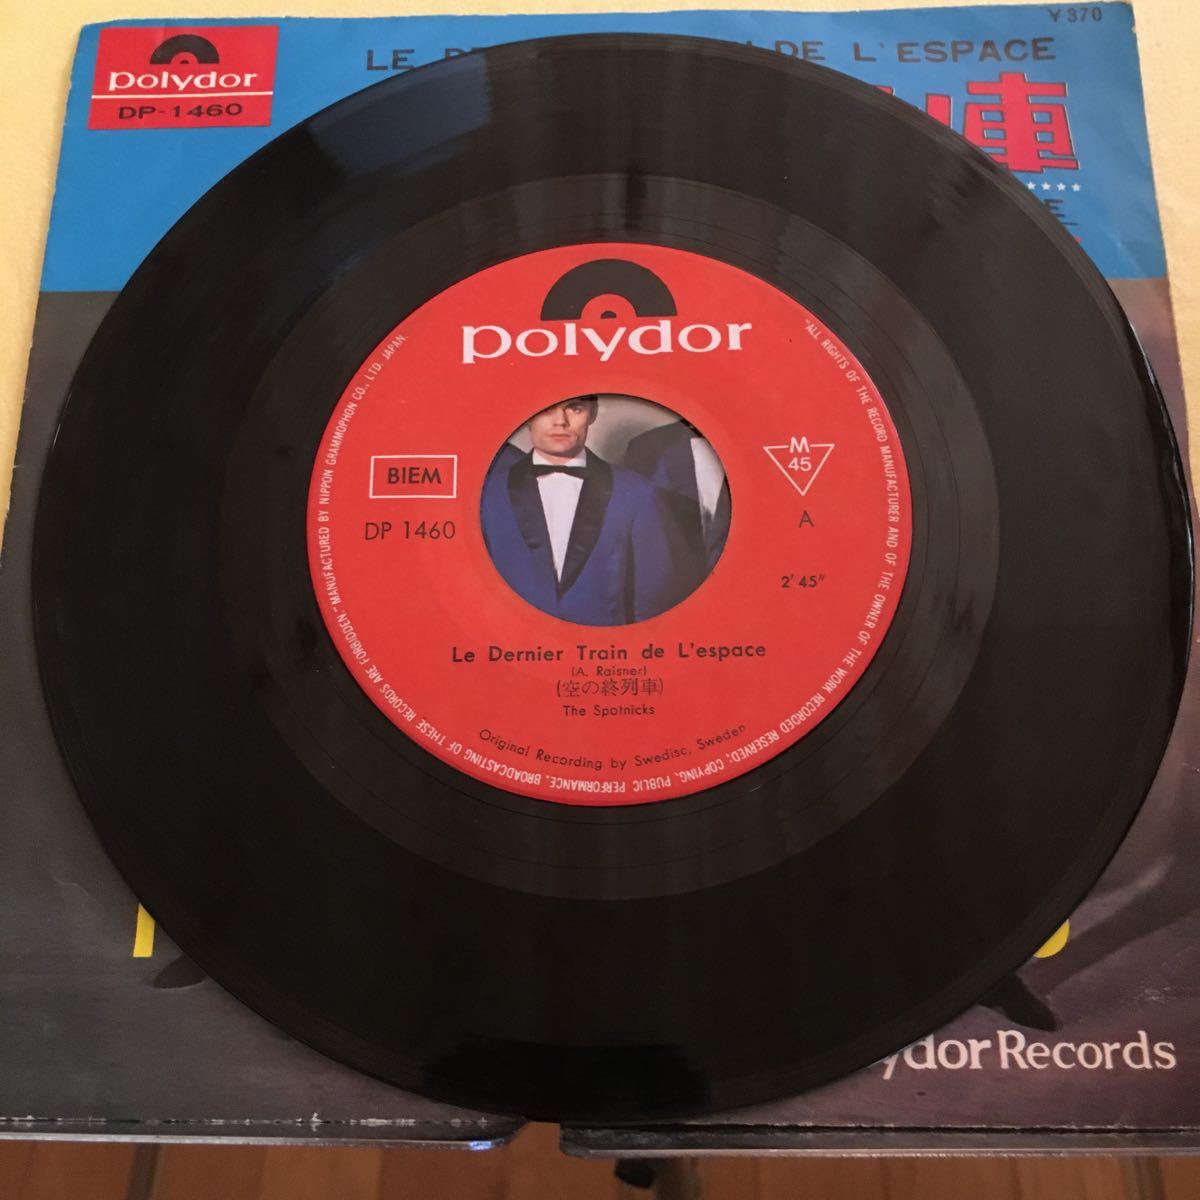 ¥370
LE DE L'ESPACE
polydor
DP-1460
車
polydor
BIEM
DP 1460
M
45
A
2'45"
Le Dernier Train de L'espace
(A. Raisner)
(空の終列車)
The Spotnicks
Original Recording by Swedisc, Sweden
"ALL RIGHTS OF THE RECORD MANUFACTURER AND OF THE OWNER OF THE WORK RECORDED RESERVED; COPYING, PUBLIC PERFORMANCE, BROADCASTING OF THESE RECORDS ARE FORBIDDEN." MANUFACTURED BY NIPPON GRAMMOPHON CO., LTD. JAPAN.
ydor Records